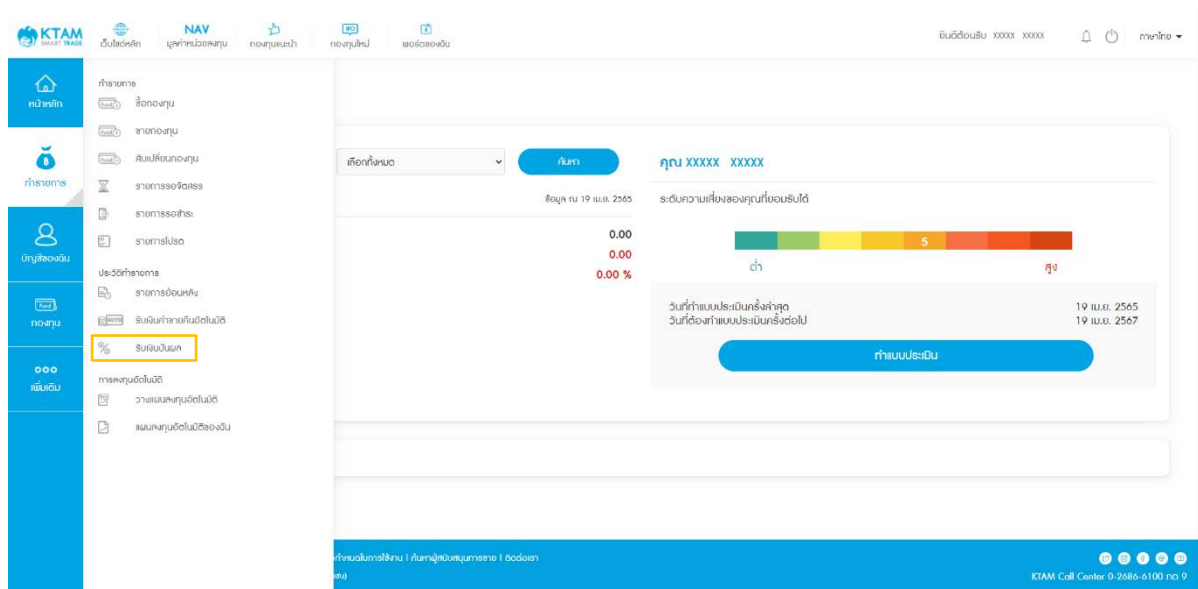 KTAM
SMART TRADE
เว็บไซต์หลัก
NAV
มูลค่าหน่วยลงทุน
กองทุนแนะนำ
IPO
กองทุนใหม่
พอร์ตของฉัน
ยินดีต้อนรับ xxxxx xxxxx
ภาษาไทย
หน้าหลัก
ทำรายการ
บัญชีของฉัน
Fund
กองทุน
เพิ่มเติม
ทำรายการ
ซื้อกองทุน
ขายกองทุน
สับเปลี่ยนกองทุน
รายการรอจัดสรร
รายการรอชำระ
รายการโปรด
ประวัติทำรายการ
รายการย้อนหลัง
รับเงินค่าขายคืนอัตโนมัติ
รับเงินปันผล
การลงทุนอัตโนมัติ
วางแผนลงทุนอัตโนมัติ
แผนลงทุนอัตโนมัติของฉัน
เลือกทั้งหมด
ค้นหา
ข้อมูล ณ 19 เม.ย. 2565
0.00
0.00
0.00 %
คุณ XXXXX XXXXX
ระดับความเสี่ยงของคุณที่ยอมรับได้
5
ต่ำ สูง
วันที่ทำแบบประเมินครั้งล่าสุด 19 เม.ย. 2565
วันที่ต้องทำแบบประเมินครั้งต่อไป 19 เม.ย. 2567
ทำแบบประเมิน
กำหนดในการใช้งาน | ค้นหาผู้สนับสนุนการขาย | ติดต่อเรา
KTAM Call Center 0-2686-6100 กด 9